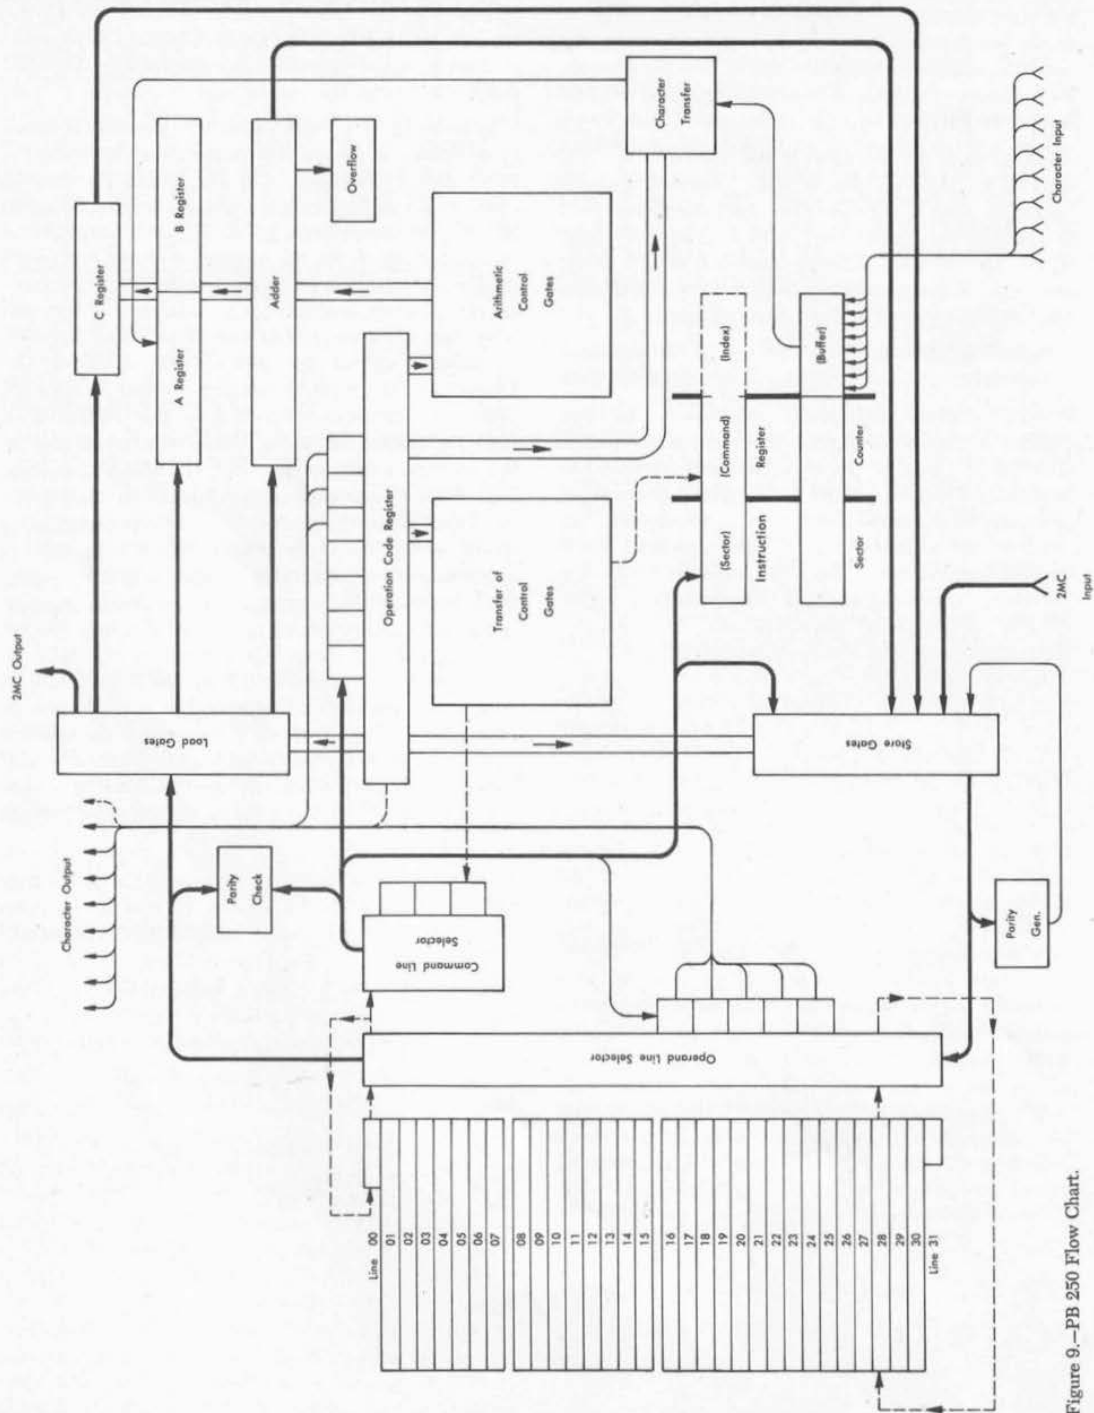 C Register
A Register
B Register
Adder
Overflow
Character
Transfer
Arithmetic
Control
Gates
Operation Code Register
Transfer of
Control
Gates
(Sector)
(Command)
(Index)
Instruction
Register
(Buffer)
Sector
Counter
Character Input
2MC
Input
2MC Output
Load Gates
Store Gates
Character Output
Parity
Check
Parity
Gen.
Command Line
Selector
Operand Line Selector
Line 00
01
02
03
04
05
06
07
08
09
10
11
12
13
14
15
16
17
18
19
20
21
22
23
24
25
26
27
28
29
30
Line 31
Figure 9.—PB 250 Flow Chart.